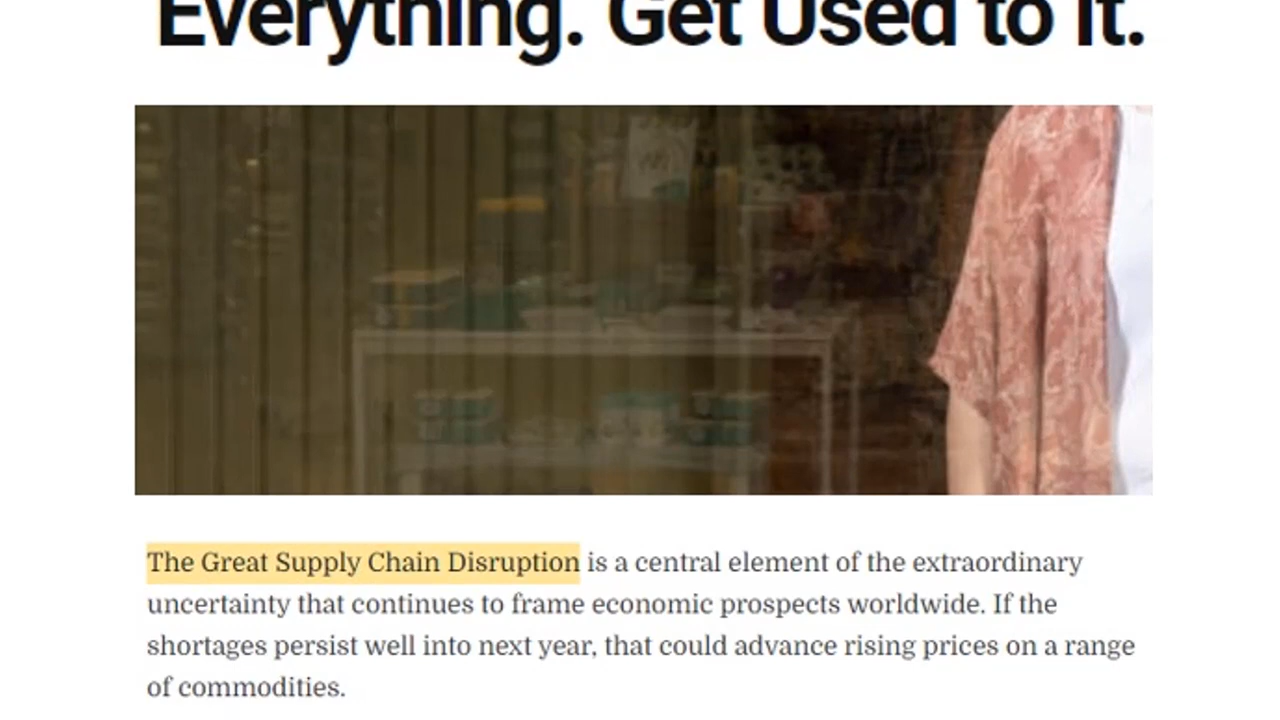 Everything. Get Used to It.
The Great Supply Chain Disruption is a central element of the extraordinary
uncertainty that continues to frame economic prospects worldwide. If the
shortages persist well into next year, that could advance rising prices on a range
of commodities.